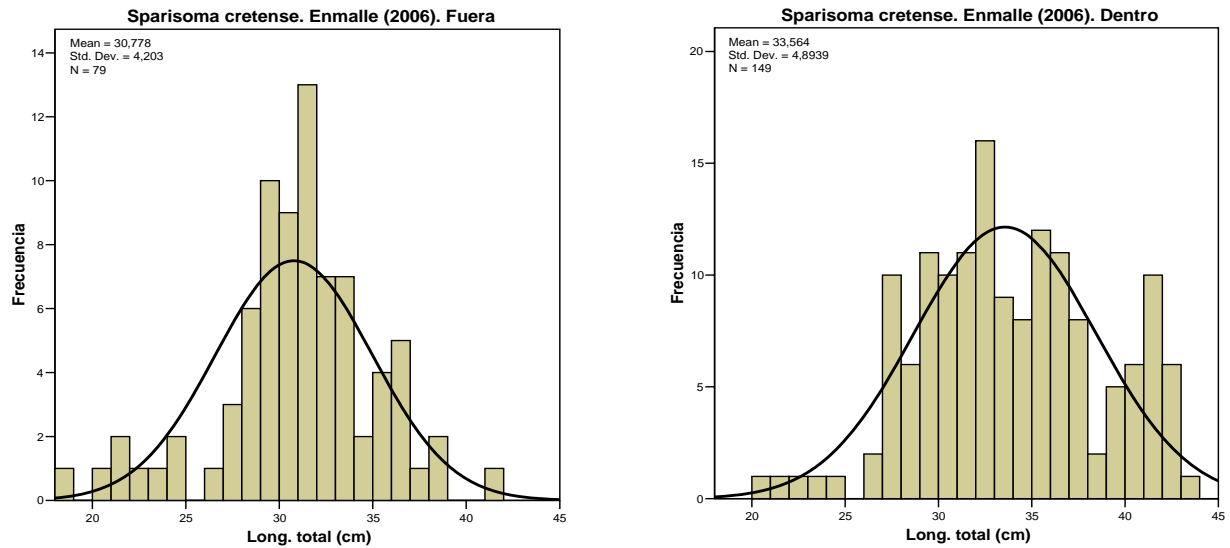 Sparisoma cretense. Enmalle (2006). Fuera
Mean = 30,778
Std. Dev. = 4,203
N = 79
14
12
10
8
6
4
2
0
Frecuencia
20 25 30 35 40 45
Long. total (cm)
Sparisoma cretense. Enmalle (2006). Dentro
Mean = 33,564
Std. Dev. = 4,8939
N = 149
20
15
10
5
0
Frecuencia
20 25 30 35 40 45
Long. total (cm)